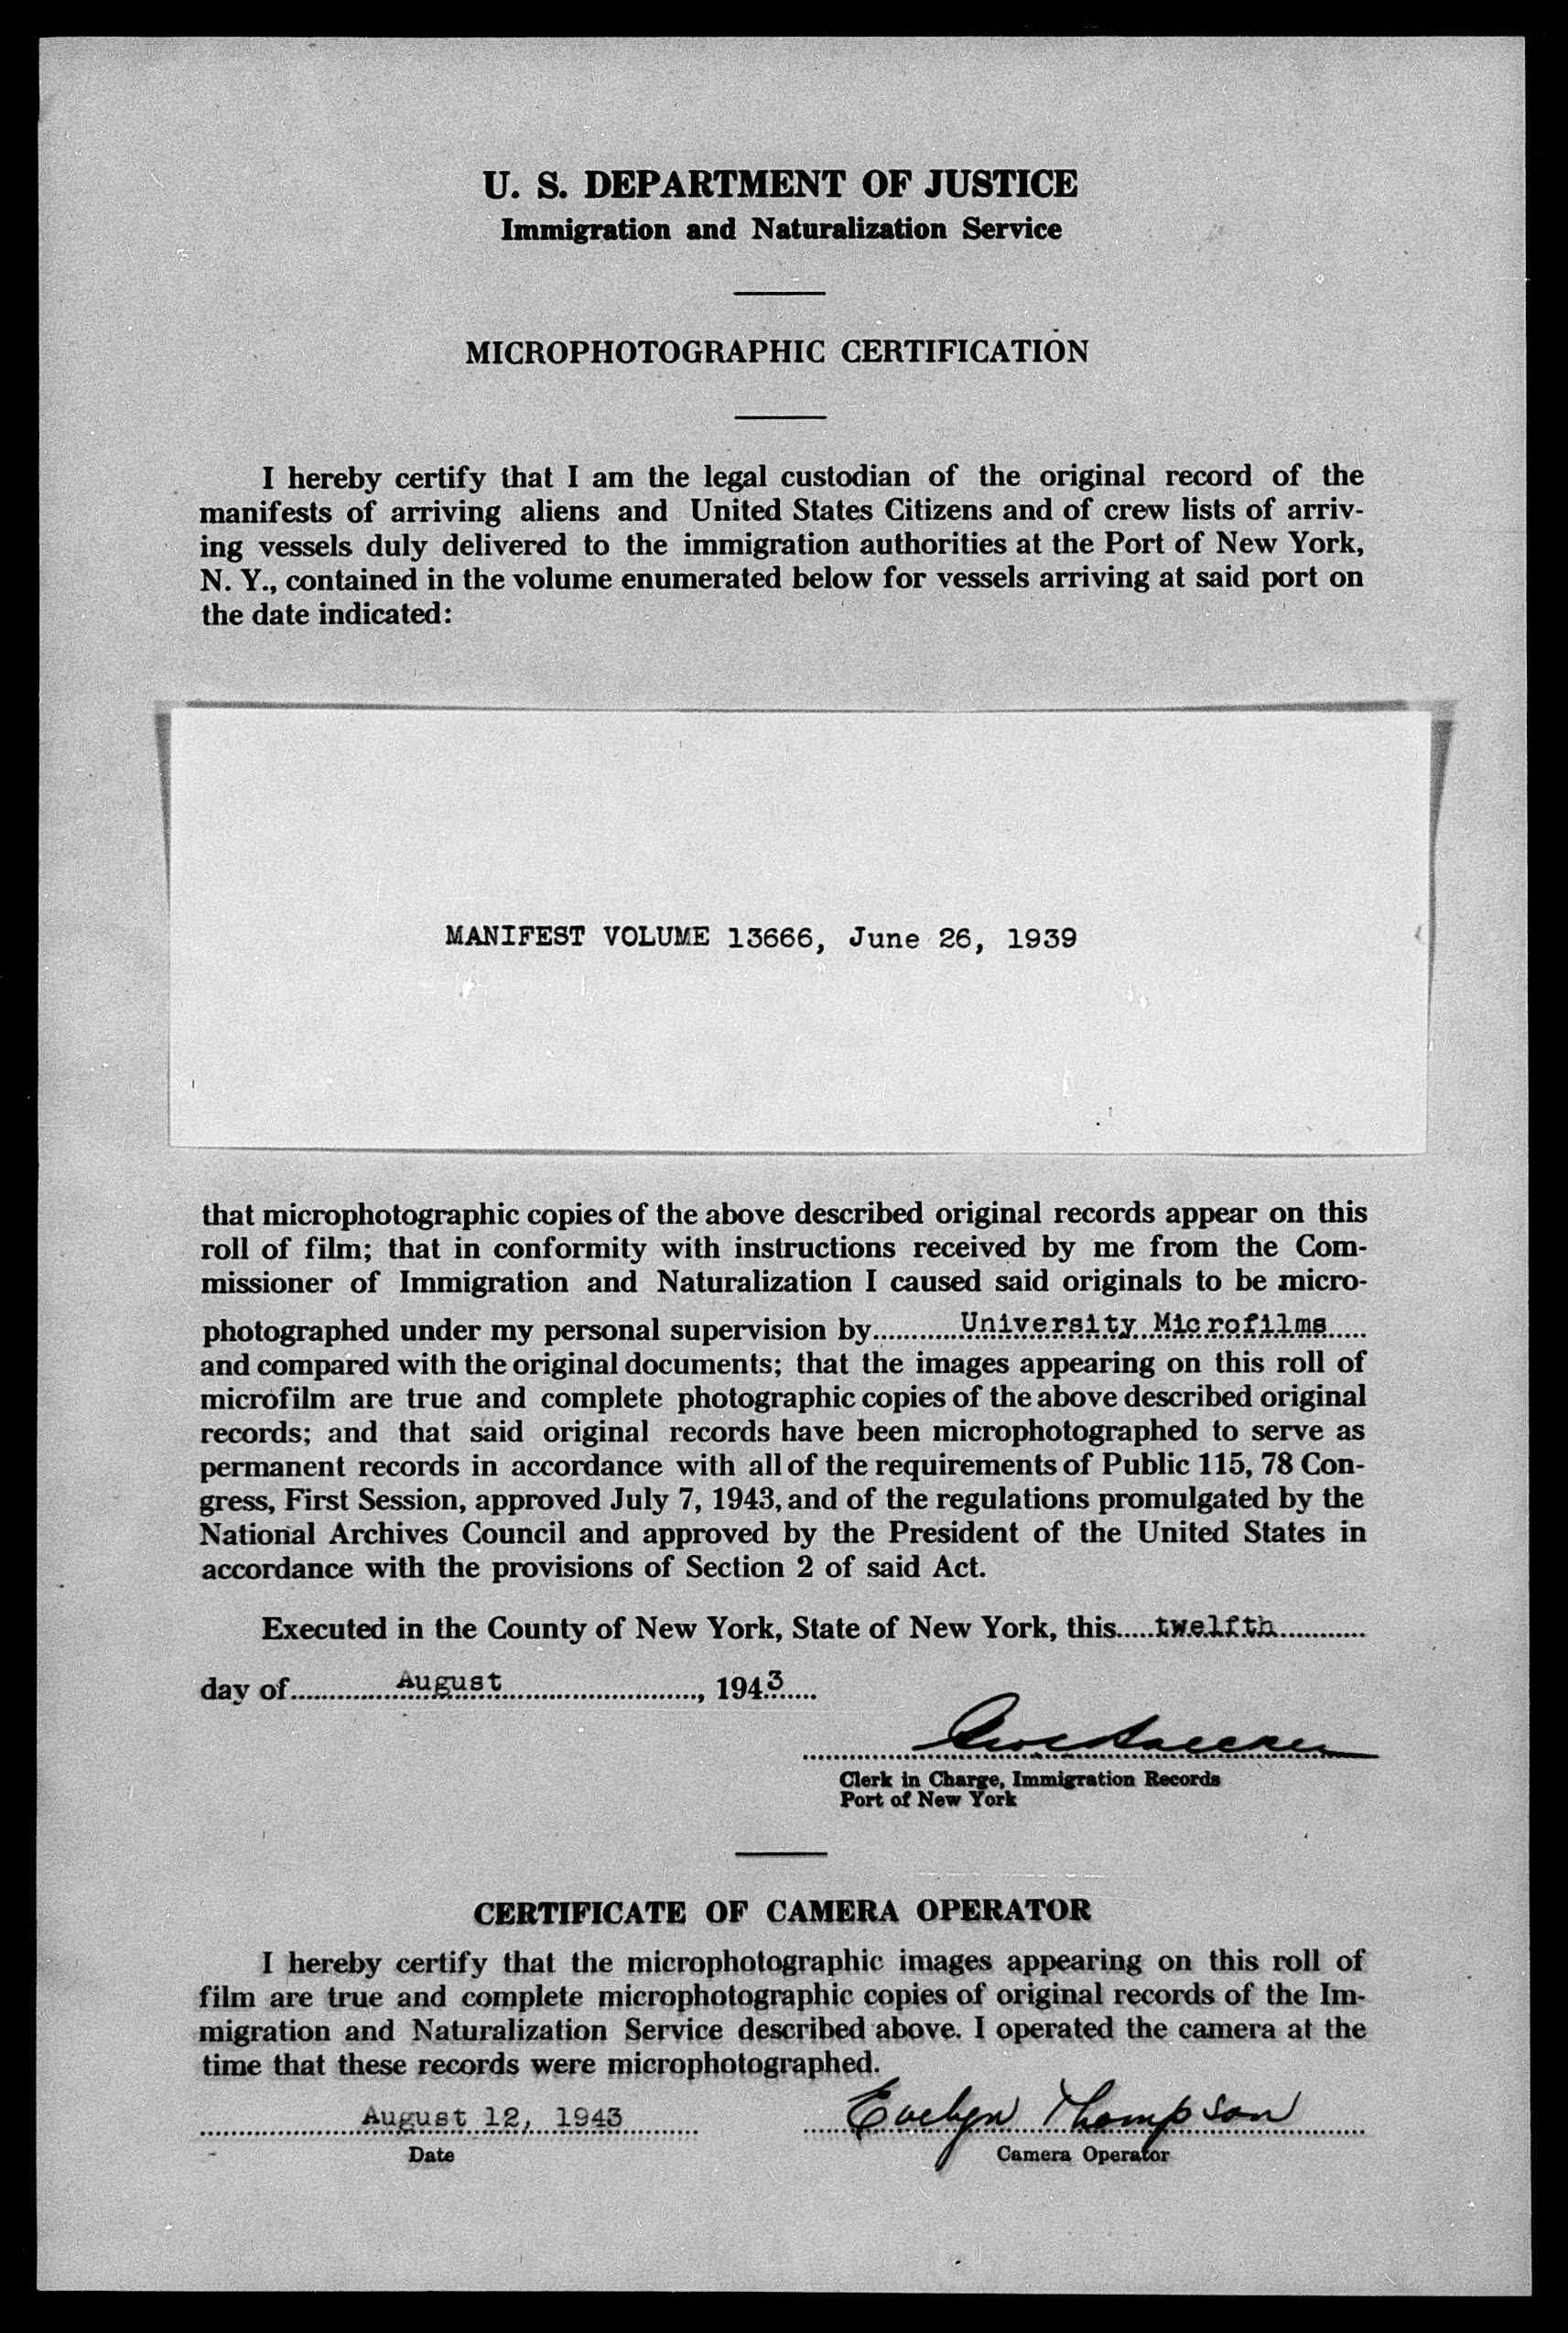 U. S. DEPARTMENT OF JUSTICE
Immigration and Naturalization Service
MICROPHOTOGRAPHIC CERTIFICATION
I hereby certify that I am the legal custodian of the original record of the
manifests of arriving aliens and United States Citizens and of crew lists of arriv-
ing vessels duly delivered to the immigration authorities at the Port of New York,
N. Y., contained in the volume enumerated below for vessels arriving at said port on
the date indicated:
MANIFEST VOLUME 13666, June 26, 1939
that microphotographic copies of the above described original records appear on this
roll of film; that in conformity with instructions received by me from the Com-
missioner of Immigration and Naturalization I caused said originals to be micro-
photographed under my personal supervision by University Microfilms
and compared with the original documents; that the images appearing on this roll of
microfilm are true and complete photographic copies of the above described original
records; and that said original records have been microphotographed to serve as
permanent records in accordance with all of the requirements of Public 115, 78 Con-
gress, First Session, approved July 7, 1943, and of the regulations promulgated by the
National Archives Council and approved by the President of the United States in
accordance with the provisions of Section 2 of said Act.
Executed in the County of New York, State of New York, this twelfth
day of August, 1943
Clerk in Charge, Immigration Records
Port of New York
CERTIFICATE OF CAMERA OPERATOR
I hereby certify that the microphotographic images appearing on this roll of
film are true and complete microphotographic copies of original records of the Im-
migration and Naturalization Service described above. I operated the camera at the
time that these records were microphotographed.
August 12, 1943 Evelyn Thompson
Date Camera Operator